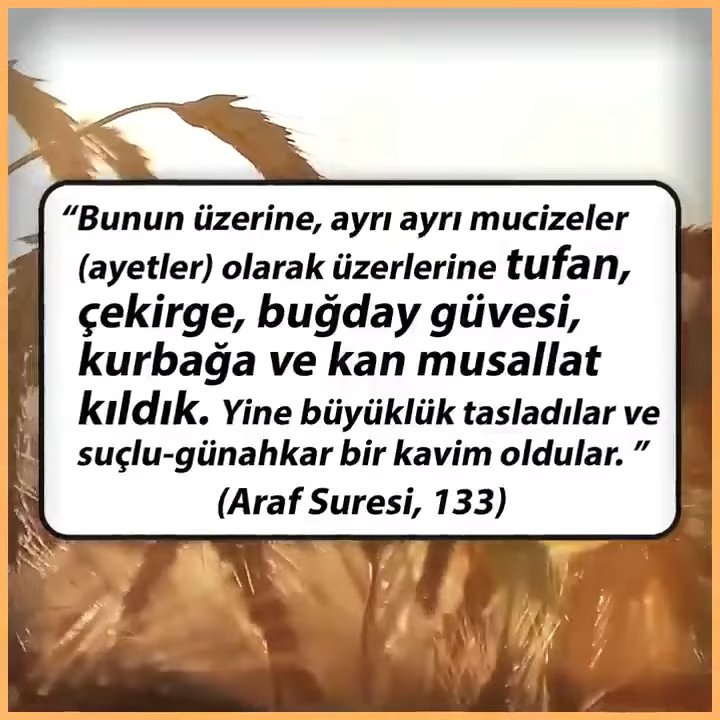 “Bunun üzerine, ayrı ayrı mucizeler
(ayetler) olarak üzerlerine tufan,
çekirge, buğday güvesi,
kurbağa ve kan musallat
kıldık. Yine büyüklük tasladılar ve
suçlu-günahkar bir kavim oldular. ”
(Araf Suresi, 133)